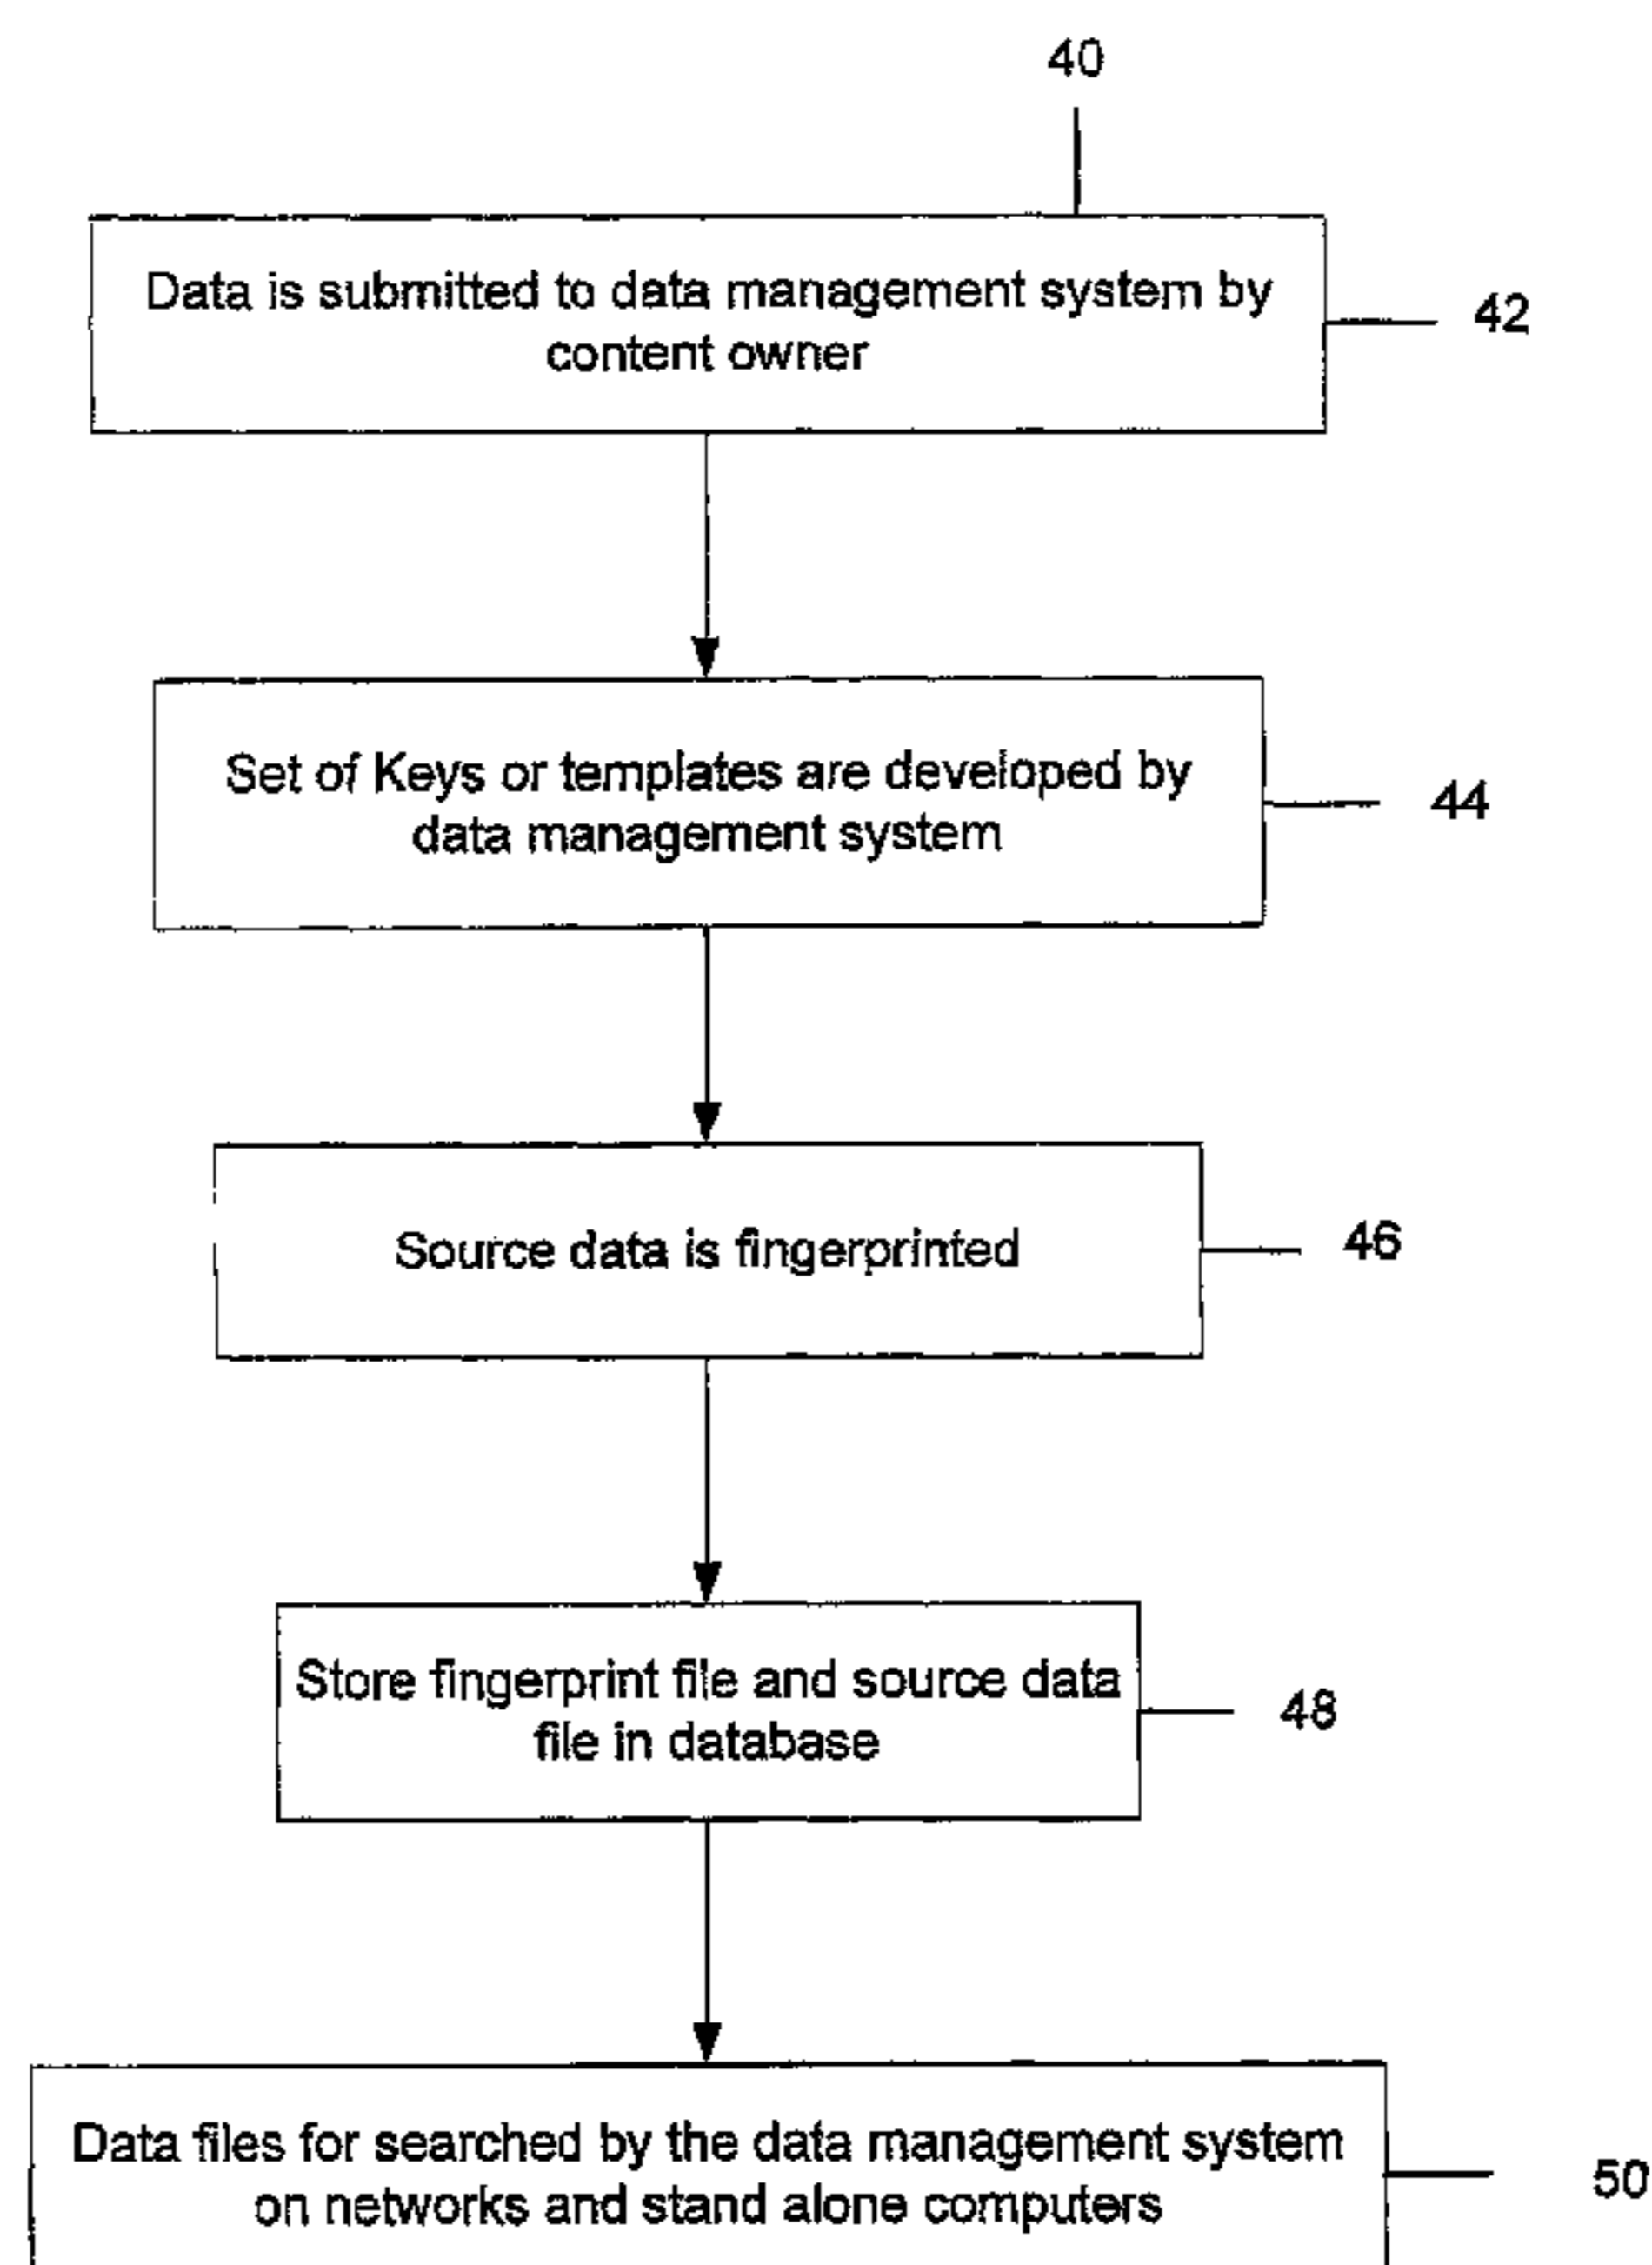 40
Data is submitted to data management system by
content owner
42
Set of Keys or templates are developed by
data management system
44
Source data is fingerprinted
46
Store fingerprint file and source data
file in database
48
Data files for searched by the data management system
on networks and stand alone computers
50